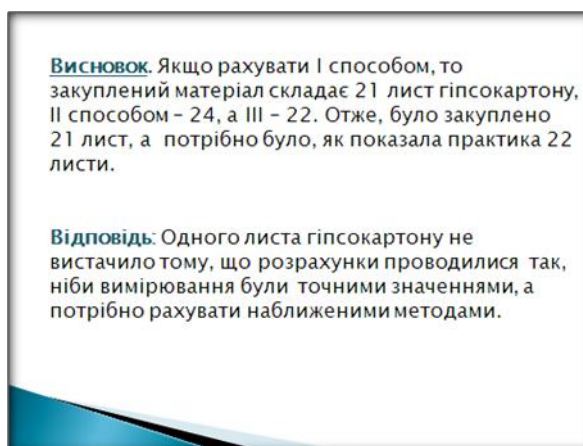 Висновок. Якщо рахувати І способом, то
закуплений матеріал складає 21 лист гіпсокартону,
ІІ способом – 24, а ІІІ – 22. Отже, було закуплено
21 лист, а потрібно було, як показала практика 22
листи.
Відповідь: Одного листа гіпсокартону не
вистачило тому, що розрахунки проводилися так,
ніби вимірювання були точними значеннями, а
потрібно рахувати наближеними методами.